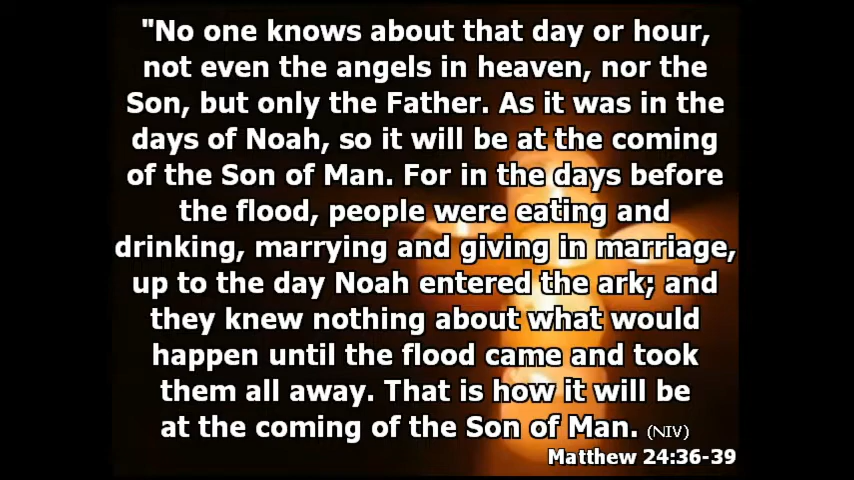 "No one knows about that day or hour,
not even the angels in heaven, nor the
Son, but only the Father. As it was in the
days of Noah, so it will be at the coming
of the Son of Man. For in the days before
the flood, people were eating and
drinking, marrying and giving in marriage,
up to the day Noah entered the ark; and
they knew nothing about what would
happen until the flood came and took
them all away. That is how it will be
at the coming of the Son of Man. (NIV)
Matthew 24:36-39